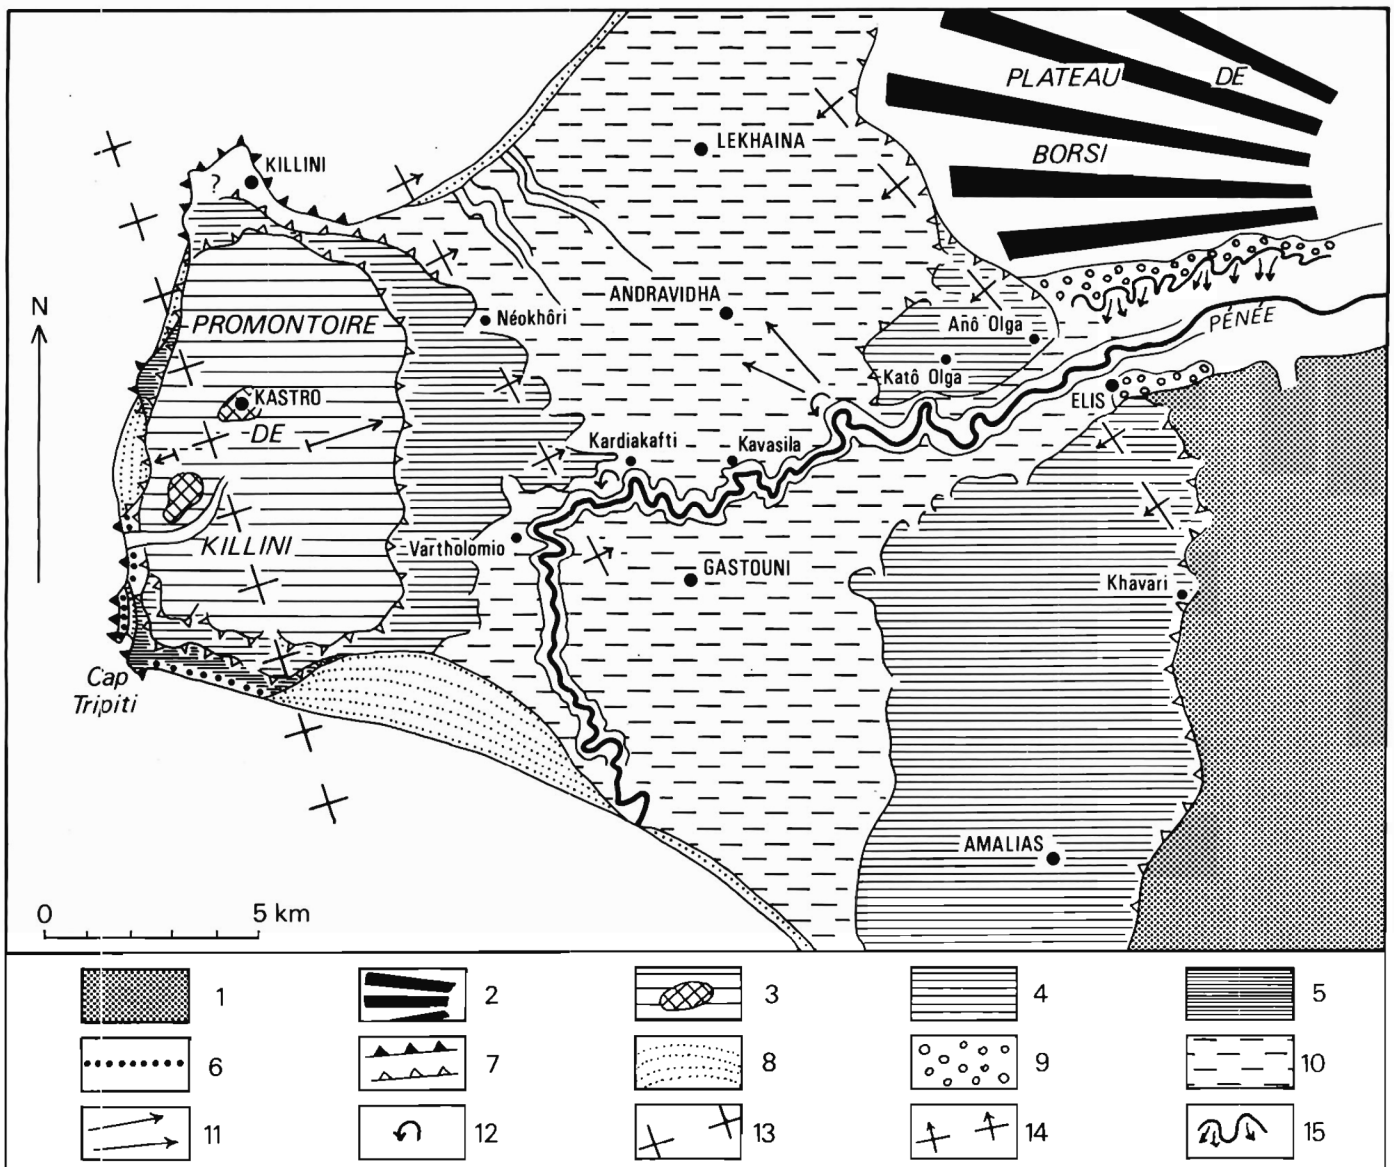 PLATEAU DE
BORSI
LEKHAINA
KILLINI
?
N
ANDRAVIDHA
Néokhôri
PROMONTOIRE
Añô Olga
PÉNÉE
Katô Olga
ELIS
KASTRO
DE
Kardiakafti
Kavasila
KILLINI
Vartholomio
GASTOUNI
Khavari
Cap
Tripiti
AMALIAS
0 5 km
1 2 3 4 5
6 7 8 9 10
11 12 13 14 15